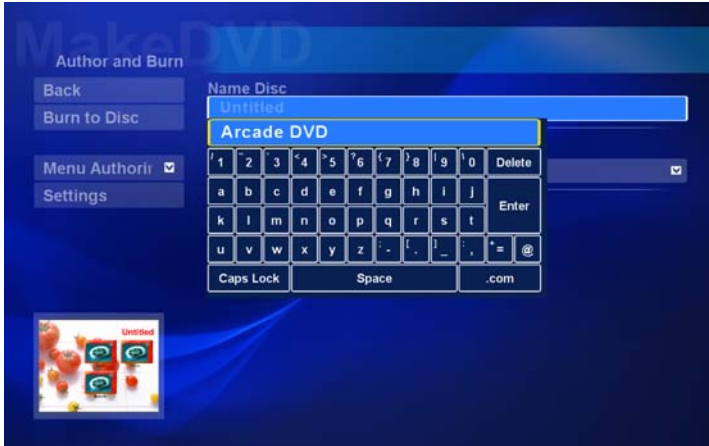 MakeDVD
Author and Burn
Back
Burn to Disc
Menu Authorin
Settings
Name Disc
Untitled
Arcade DVD
1 2 3 < 4 > 5 ? 6 { 7 } 8 | 9 \ 0 Delete
a b c d e f g h i j
Enter
k l m n o p q r s t
u v w x y z ; - [ . ] _ : , * = @
Caps Lock Space .com
Untitled